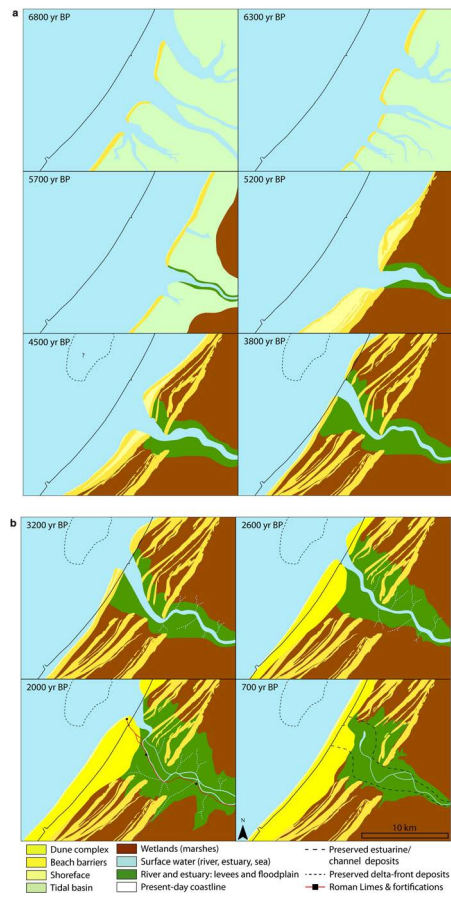 a
6800 yr BP
6300 yr BP
5700 yr BP
5200 yr BP
4500 yr BP
?
3800 yr BP
b
3200 yr BP
2600 yr BP
2000 yr BP
700 yr BP
N
10 km
Dune complex
Beach barriers
Shoreface
Tidal basin
Wetlands (marshes)
Surface water (river, estuary, sea)
River and estuary: levees and floodplain
Present-day coastline
Preserved estuarine/
channel deposits
Preserved delta-front deposits
Roman Limes & fortifications